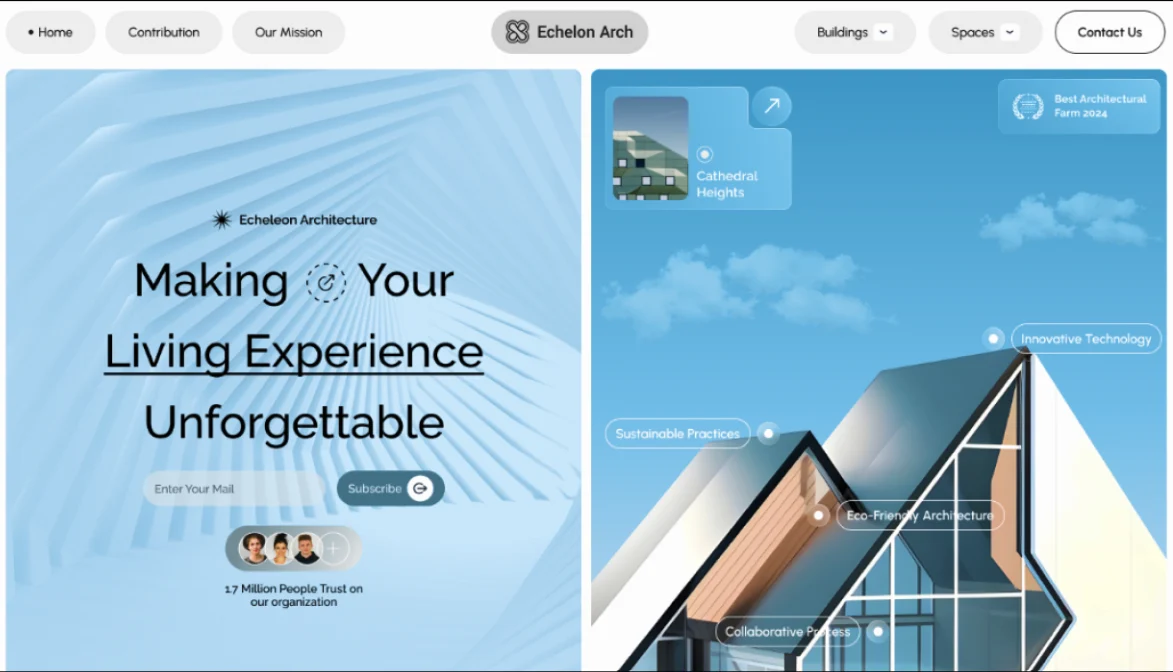 Home
Contribution
Our Mission
Echelon Arch
Buildings
Spaces
Contact Us
Echeleon Architecture
Making Your
Living Experience
Unforgettable
Enter Your Mail
Subscribe
1.7 Million People Trust on
our organization
Cathedral
Heights
Best Architectural
Farm 2024
Innovative Technology
Sustainable Practices
Eco-Friendly Architecture
Collaborative Process